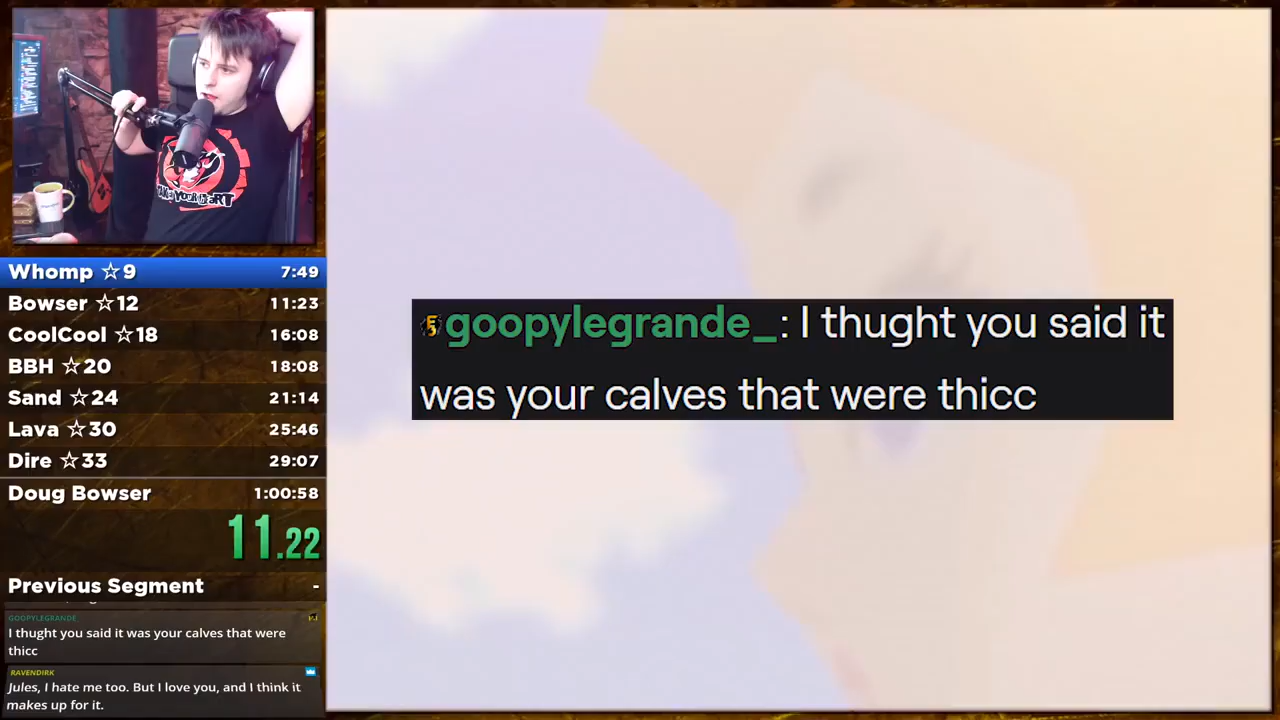 Whomp ☆9 7:49
Bowser ☆12 11:23
CoolCool ☆18 16:08
BBH ☆20 18:08
Sand ☆24 21:14
Lava ☆30 25:46
Dire ☆33 29:07
Doug Bowser 1:00:58
11.22
Previous Segment -
GOOPYLEGRANDE
I thught you said it was your calves that were
thicc
RAVENDIRK
Jules, I hate me too. But I love you, and I think it
makes up for it.
goopylegrande_: I thught you said it
was your calves that were thicc